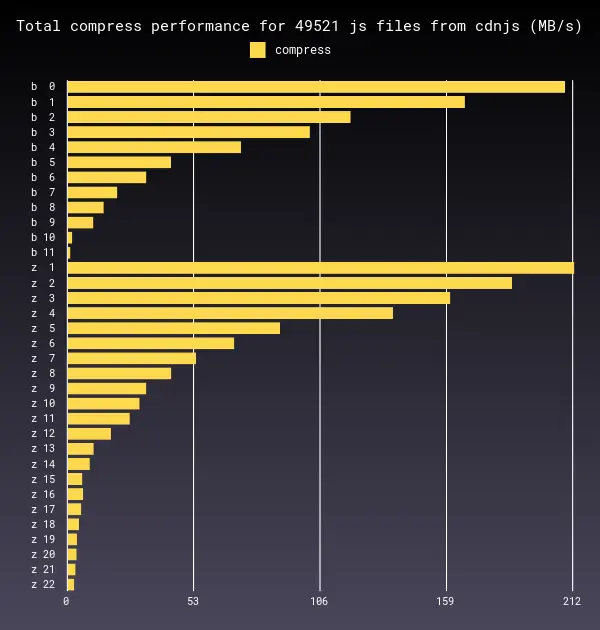 Total compress performance for 49521 js files from cdnjs (MB/s)
compress
b 0
b 1
b 2
b 3
b 4
b 5
b 6
b 7
b 8
b 9
b 10
b 11
z 1
z 2
z 3
z 4
z 5
z 6
z 7
z 8
z 9
z 10
z 11
z 12
z 13
z 14
z 15
z 16
z 17
z 18
z 19
z 20
z 21
z 22
0 53 106 159 212